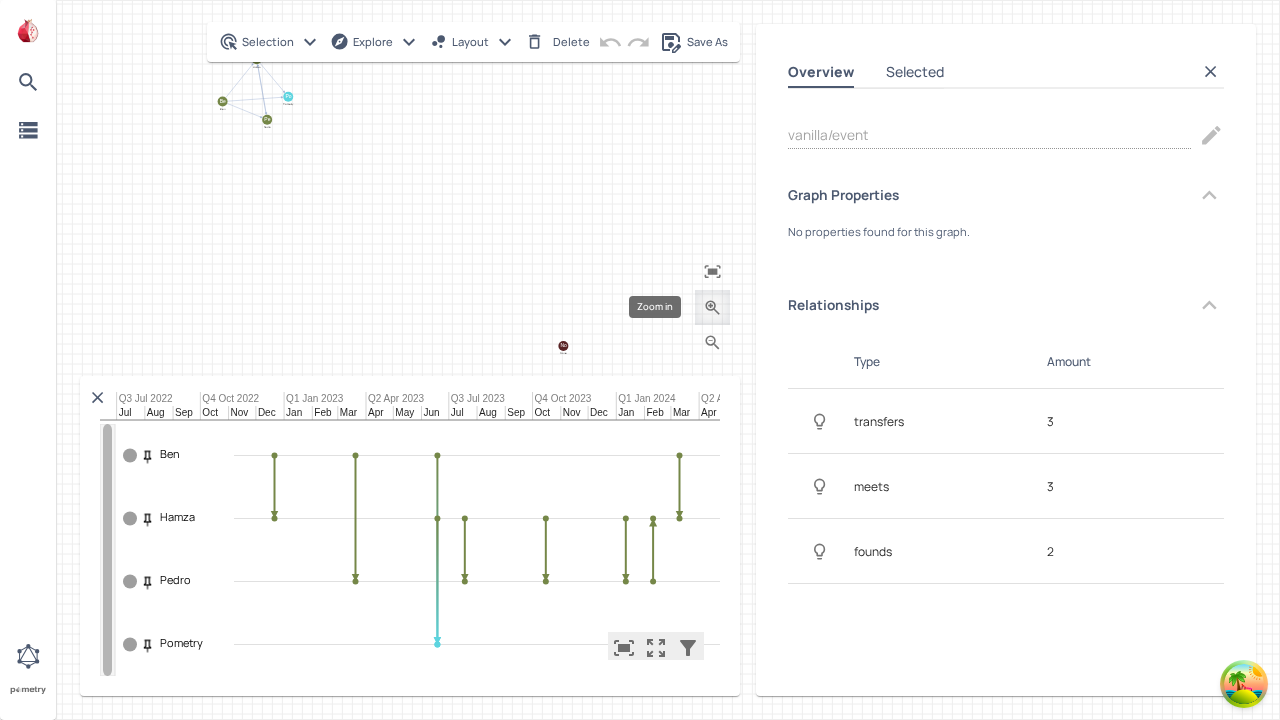 Selection
Explore
Layout
Delete
Save As
Overview
Selected
vanilla/event
Graph Properties
No properties found for this graph.
Relationships
Type
Amount
transfers
3
meets
3
founds
2
Zoom in
Q3 Jul 2022
Q4 Oct 2022
Q1 Jan 2023
Q2 Apr 2023
Q3 Jul 2023
Q4 Oct 2023
Q1 Jan 2024
Jul Aug Sep Oct Nov Dec Jan Feb Mar Apr May Jun Jul Aug Sep Oct Nov Dec Jan Feb Mar Apr
Ben
Hamza
Pedro
Pometry
pometry